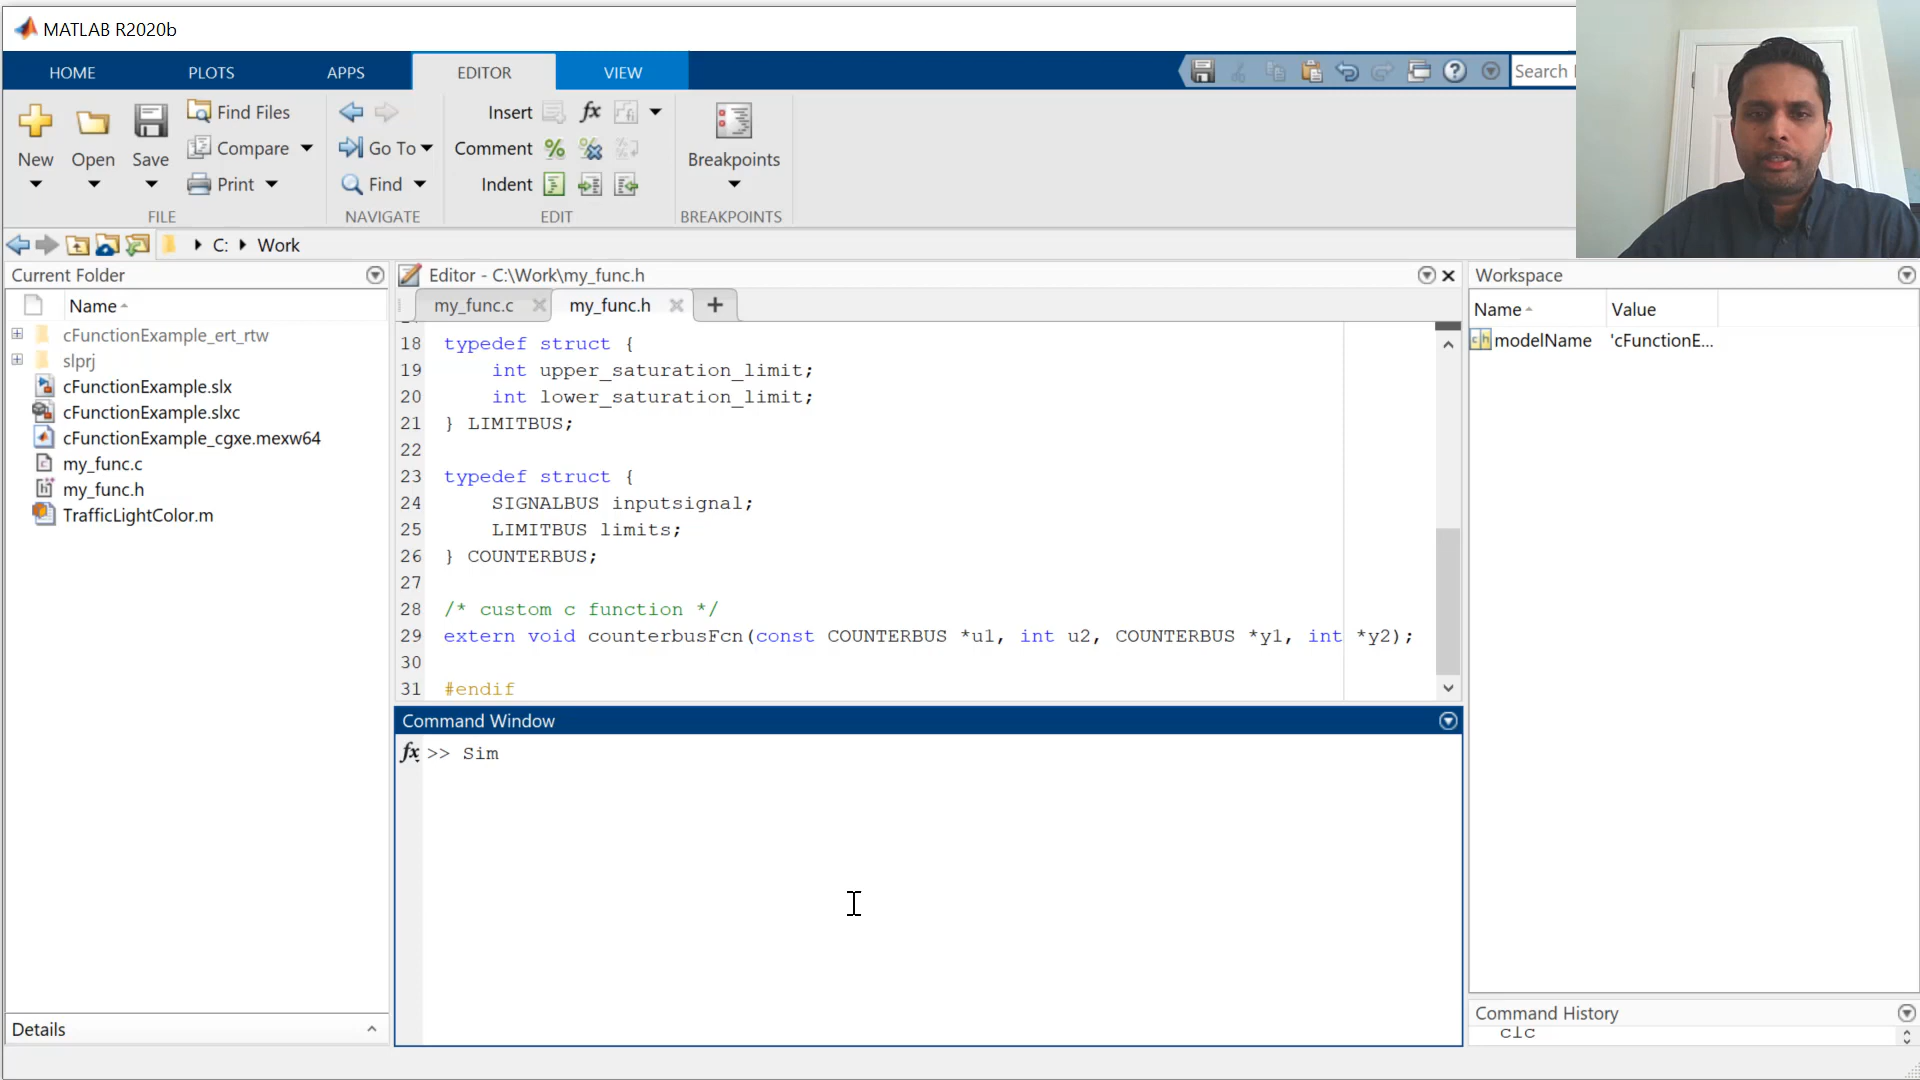 MATLAB R2020b
HOME PLOTS APPS EDITOR VIEW
Search
New Open Save
Find Files
Compare
Print
FILE
Go To
Find
NAVIGATE
Insert fx
Comment
Indent
EDIT
Breakpoints
BREAKPOINTS
C: Work
Current Folder
Name
cFunctionExample_ert_rtw
slprj
cFunctionExample.slx
cFunctionExample.slxc
cFunctionExample_cgxe.mexw64
my_func.c
my_func.h
TrafficLightColor.m
Details
Editor - C:\Work\my_func.h
my_func.c my_func.h
18 typedef struct {
19 int upper_saturation_limit;
20 int lower_saturation_limit;
21 } LIMITBUS;
22
23 typedef struct {
24 SIGNALBUS inputsignal;
25 LIMITBUS limits;
26 } COUNTERBUS;
27
28 /* custom c function */
29 extern void counterbusFcn(const COUNTERBUS *u1, int u2, COUNTERBUS *y1, int *y2);
30
31 #endif
Command Window
fx >> Sim
Workspace
Name Value
modelName 'cFunctionE...
Command History
clc